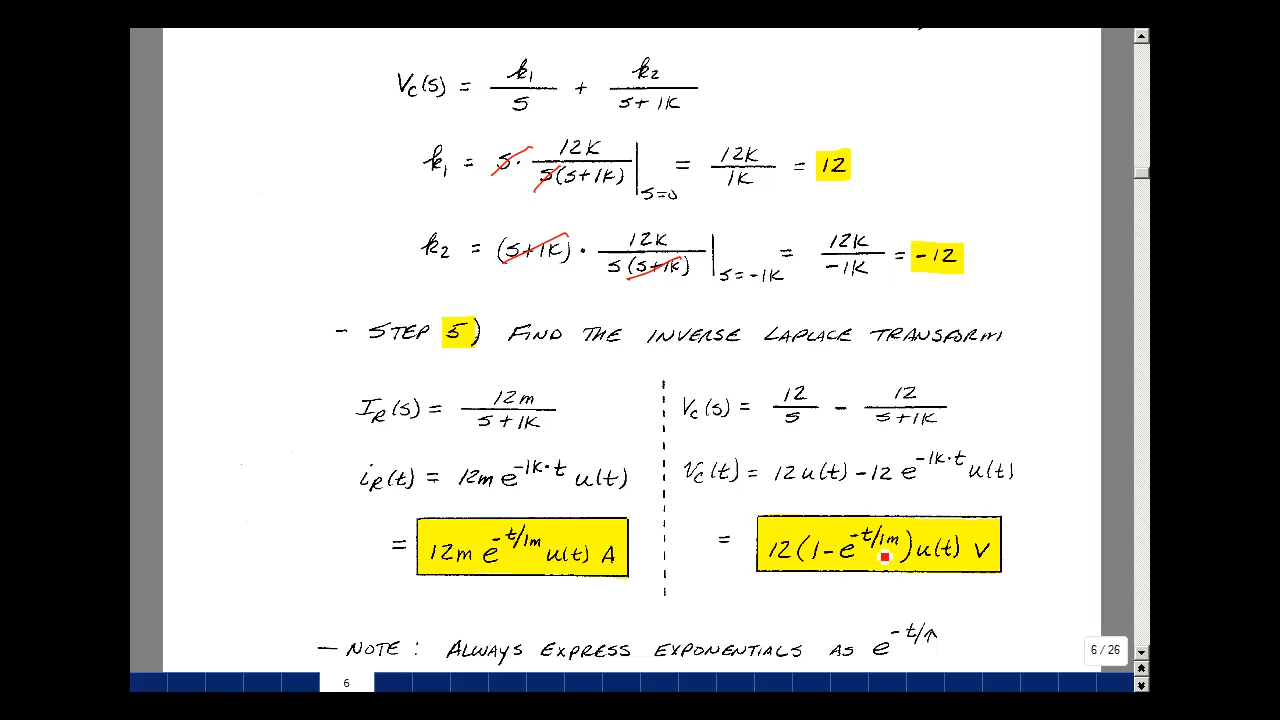 Vc(s) = k1/s + k2/(s+1K)
k1 = s · 12K/(s(s+1K)) | s=0 = 12K/1K = 12
k2 = (s+1K) · 12K/(s(s+1K)) | s=-1K = 12K/-1K = -12
- STEP 5) FIND THE INVERSE LAPLACE TRANSFORM
IR(s) = 12m/(s+1K)
iR(t) = 12m e^(-1K·t) u(t)
= 12m e^(-t/1m) u(t) A
Vc(s) = 12/s - 12/(s+1K)
vc(t) = 12 u(t) - 12 e^(-1K·t) u(t)
= 12(1-e^(-t/1m)) u(t) V
- NOTE: ALWAYS EXPRESS EXPONENTIALS AS e^(-t/τ)
6 / 26
6